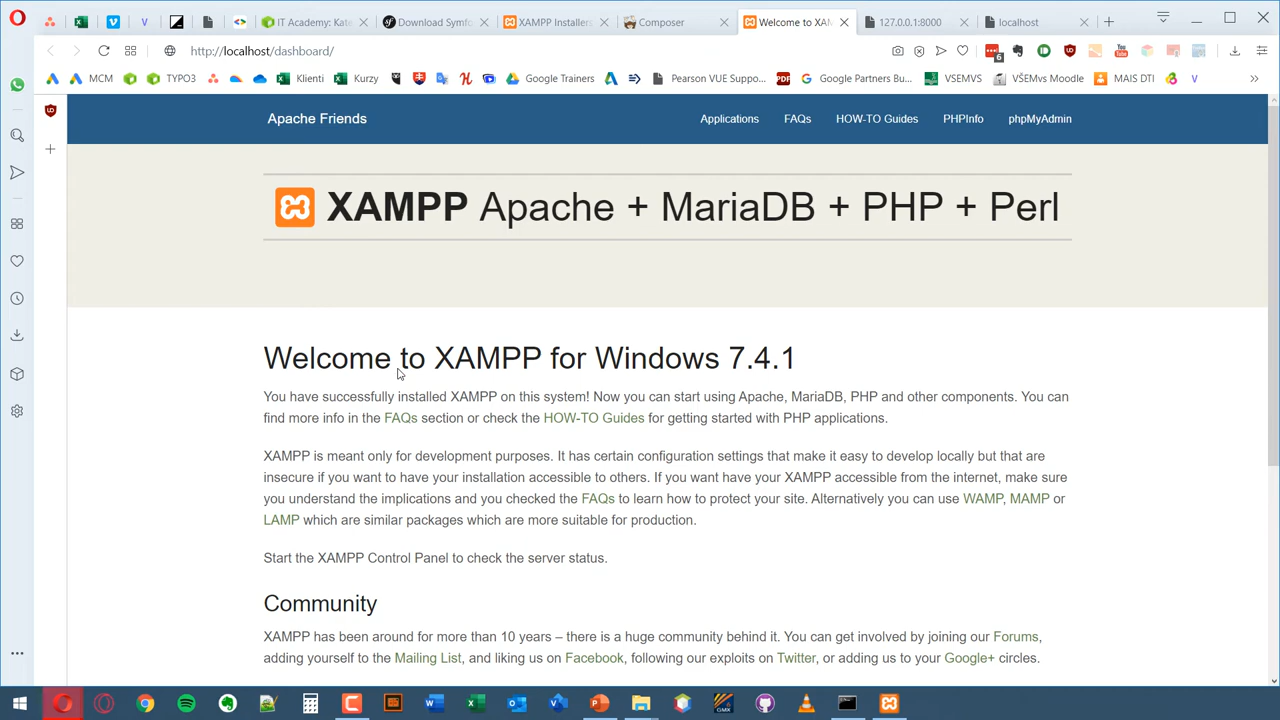 IT Academy: Kate
Download Symfo
XAMPP Installers
Composer
Welcome to XAM
127.0.0.1:8000
localhost
http://localhost/dashboard/
6
MCM
TYPO3
Klienti
Kurzy
Google Trainers
Pearson VUE Suppo...
PDF
Google Partners Bu...
VSEMVS
VŠEMvs Moodle
MAIS DTI
Apache Friends
Applications
FAQs
HOW-TO Guides
PHPInfo
phpMyAdmin
XAMPP Apache + MariaDB + PHP + Perl
Welcome to XAMPP for Windows 7.4.1
You have successfully installed XAMPP on this system! Now you can start using Apache, MariaDB, PHP and other components. You can
find more info in the FAQs section or check the HOW-TO Guides for getting started with PHP applications.
XAMPP is meant only for development purposes. It has certain configuration settings that make it easy to develop locally but that are
insecure if you want to have your installation accessible to others. If you want have your XAMPP accessible from the internet, make sure
you understand the implications and you checked the FAQs to learn how to protect your site. Alternatively you can use WAMP, MAMP or
LAMP which are similar packages which are more suitable for production.
Start the XAMPP Control Panel to check the server status.
Community
XAMPP has been around for more than 10 years – there is a huge community behind it. You can get involved by joining our Forums,
adding yourself to the Mailing List, and liking us on Facebook, following our exploits on Twitter, or adding us to your Google+ circles.